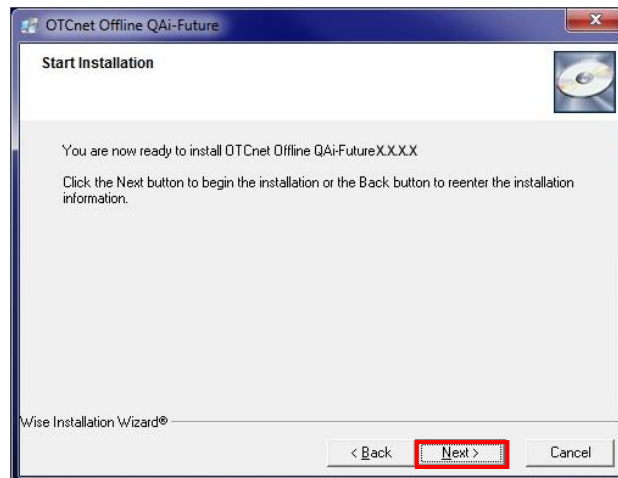 OTCnet Offline QAi-Future
Start Installation
You are now ready to install OTCnet Offline QAi-FutureX.X.X.X
Click the Next button to begin the installation or the Back button to reenter the installation
information.
Wise Installation Wizard®
< Back
Next >
Cancel